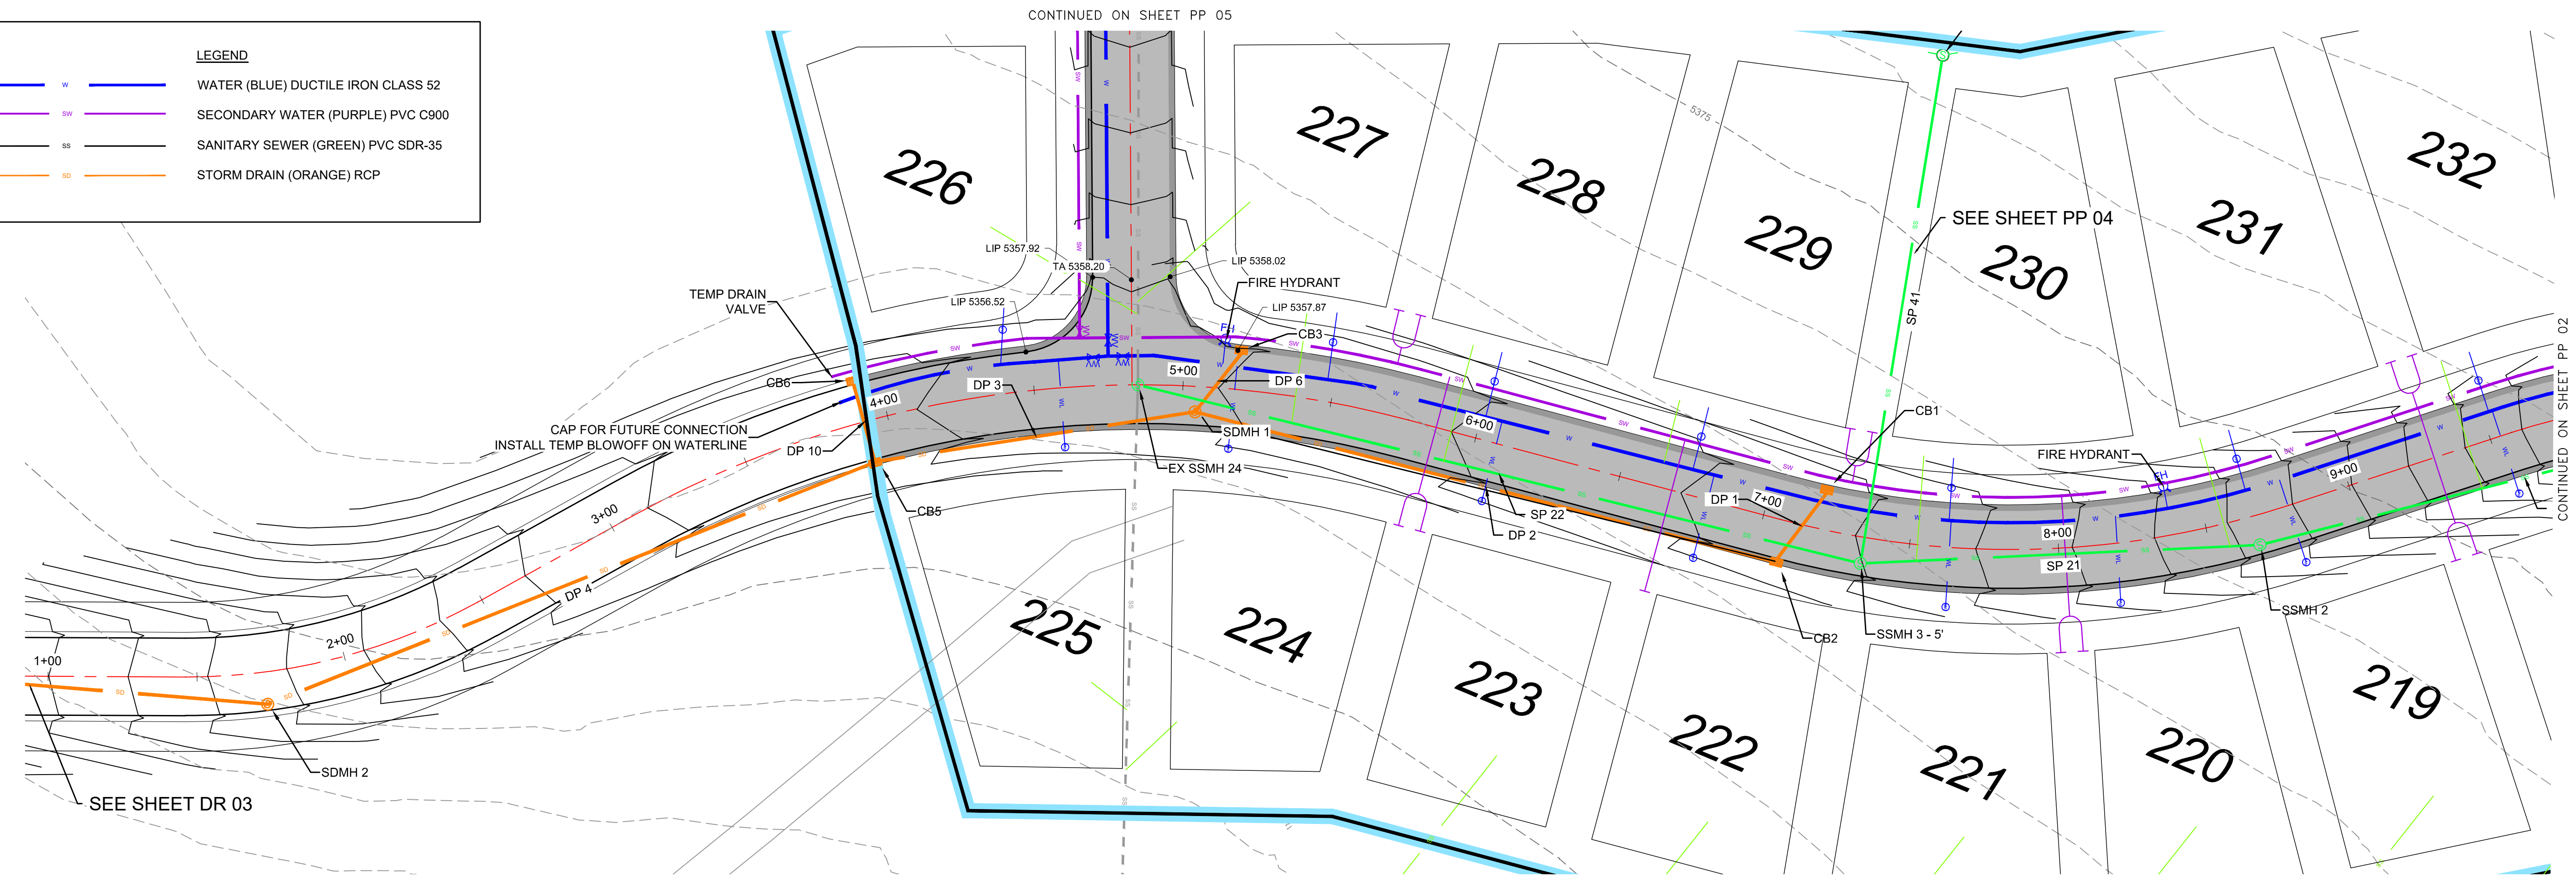 CONTINUED ON SHEET PP 05
LEGEND
W WATER (BLUE) DUCTILE IRON CLASS 52
SW SECONDARY WATER (PURPLE) PVC C900
SS SANITARY SEWER (GREEN) PVC SDR-35
SD STORM DRAIN (ORANGE) RCP
226
227
228
229
230
231
232
5375
SEE SHEET PP 04
SP 41
LIP 5357.92
TA 5358.20
LIP 5358.02
FIRE HYDRANT
LIP 5356.52
LIP 5357.87
TEMP DRAIN
VALVE
FH
CB3
CB6
DP 3
5+00
DP 6
4+00
CAP FOR FUTURE CONNECTION
INSTALL TEMP BLOWOFF ON WATERLINE
DP 10
SDMH 1
EX SSMH 24
6+00
CB1
FIRE HYDRANT
FH
9+00
CONTINUED ON SHEET PP 02
DP 1
7+00
CB5
3+00
SP 22
DP 2
8+00
SP 21
DP 4
2+00
1+00
SSMH 2
SSMH 3 - 5'
CB2
225
224
223
222
221
220
219
SDMH 2
SEE SHEET DR 03